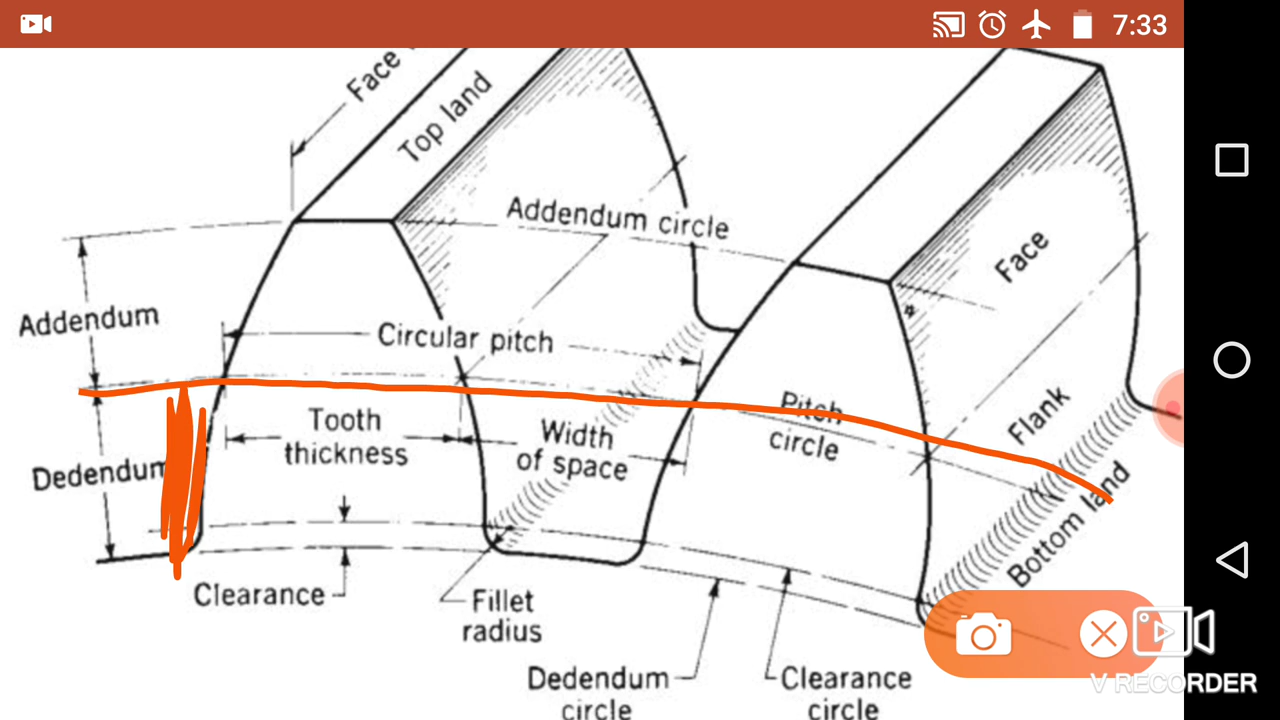 7:33
Face
Top land
Addendum circle
Face
Addendum
Circular pitch
Pitch
circle
Flank
Tooth
thickness
Width
of space
Dedendum
Bottom land
Clearance
Fillet
radius
Dedendum
circle
Clearance
circle
V RECORDER